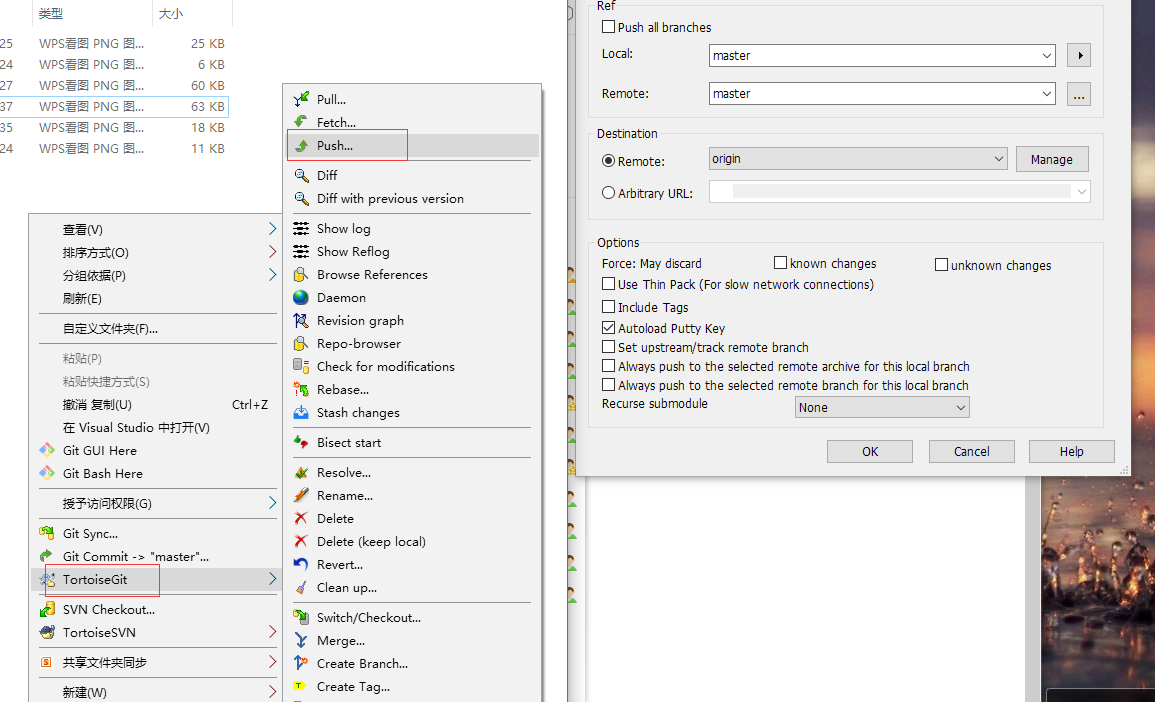 类型 大小
25 WPS看图 PNG 图... 25 KB
24 WPS看图 PNG 图... 6 KB
27 WPS看图 PNG 图... 60 KB
37 WPS看图 PNG 图... 63 KB
35 WPS看图 PNG 图... 18 KB
24 WPS看图 PNG 图... 11 KB
查看(V)
排序方式(O)
分组依据(P)
刷新(E)
自定义文件夹(F)...
粘贴(P)
粘贴快捷方式(S)
撤消 复制(U) Ctrl+Z
在 Visual Studio 中打开(V)
Git GUI Here
Git Bash Here
授予访问权限(G)
Git Sync...
Git Commit -> "master"...
TortoiseGit
SVN Checkout...
TortoiseSVN
共享文件夹同步
新建(W)
Pull...
Fetch...
Push...
Diff
Diff with previous version
Show log
Show Reflog
Browse References
Daemon
Revision graph
Repo-browser
Check for modifications
Rebase...
Stash changes
Bisect start
Resolve...
Rename...
Delete
Delete (keep local)
Revert...
Clean up...
Switch/Checkout...
Merge...
Create Branch...
Create Tag...
Ref
Push all branches
Local: master
Remote: master ...
Destination
Remote: origin Manage
Arbitrary URL:
Options
Force: May discard known changes unknown changes
Use Thin Pack (For slow network connections)
Include Tags
Autoload Putty Key
Set upstream/track remote branch
Always push to the selected remote archive for this local branch
Always push to the selected remote branch for this local branch
Recurse submodule None
OK Cancel Help